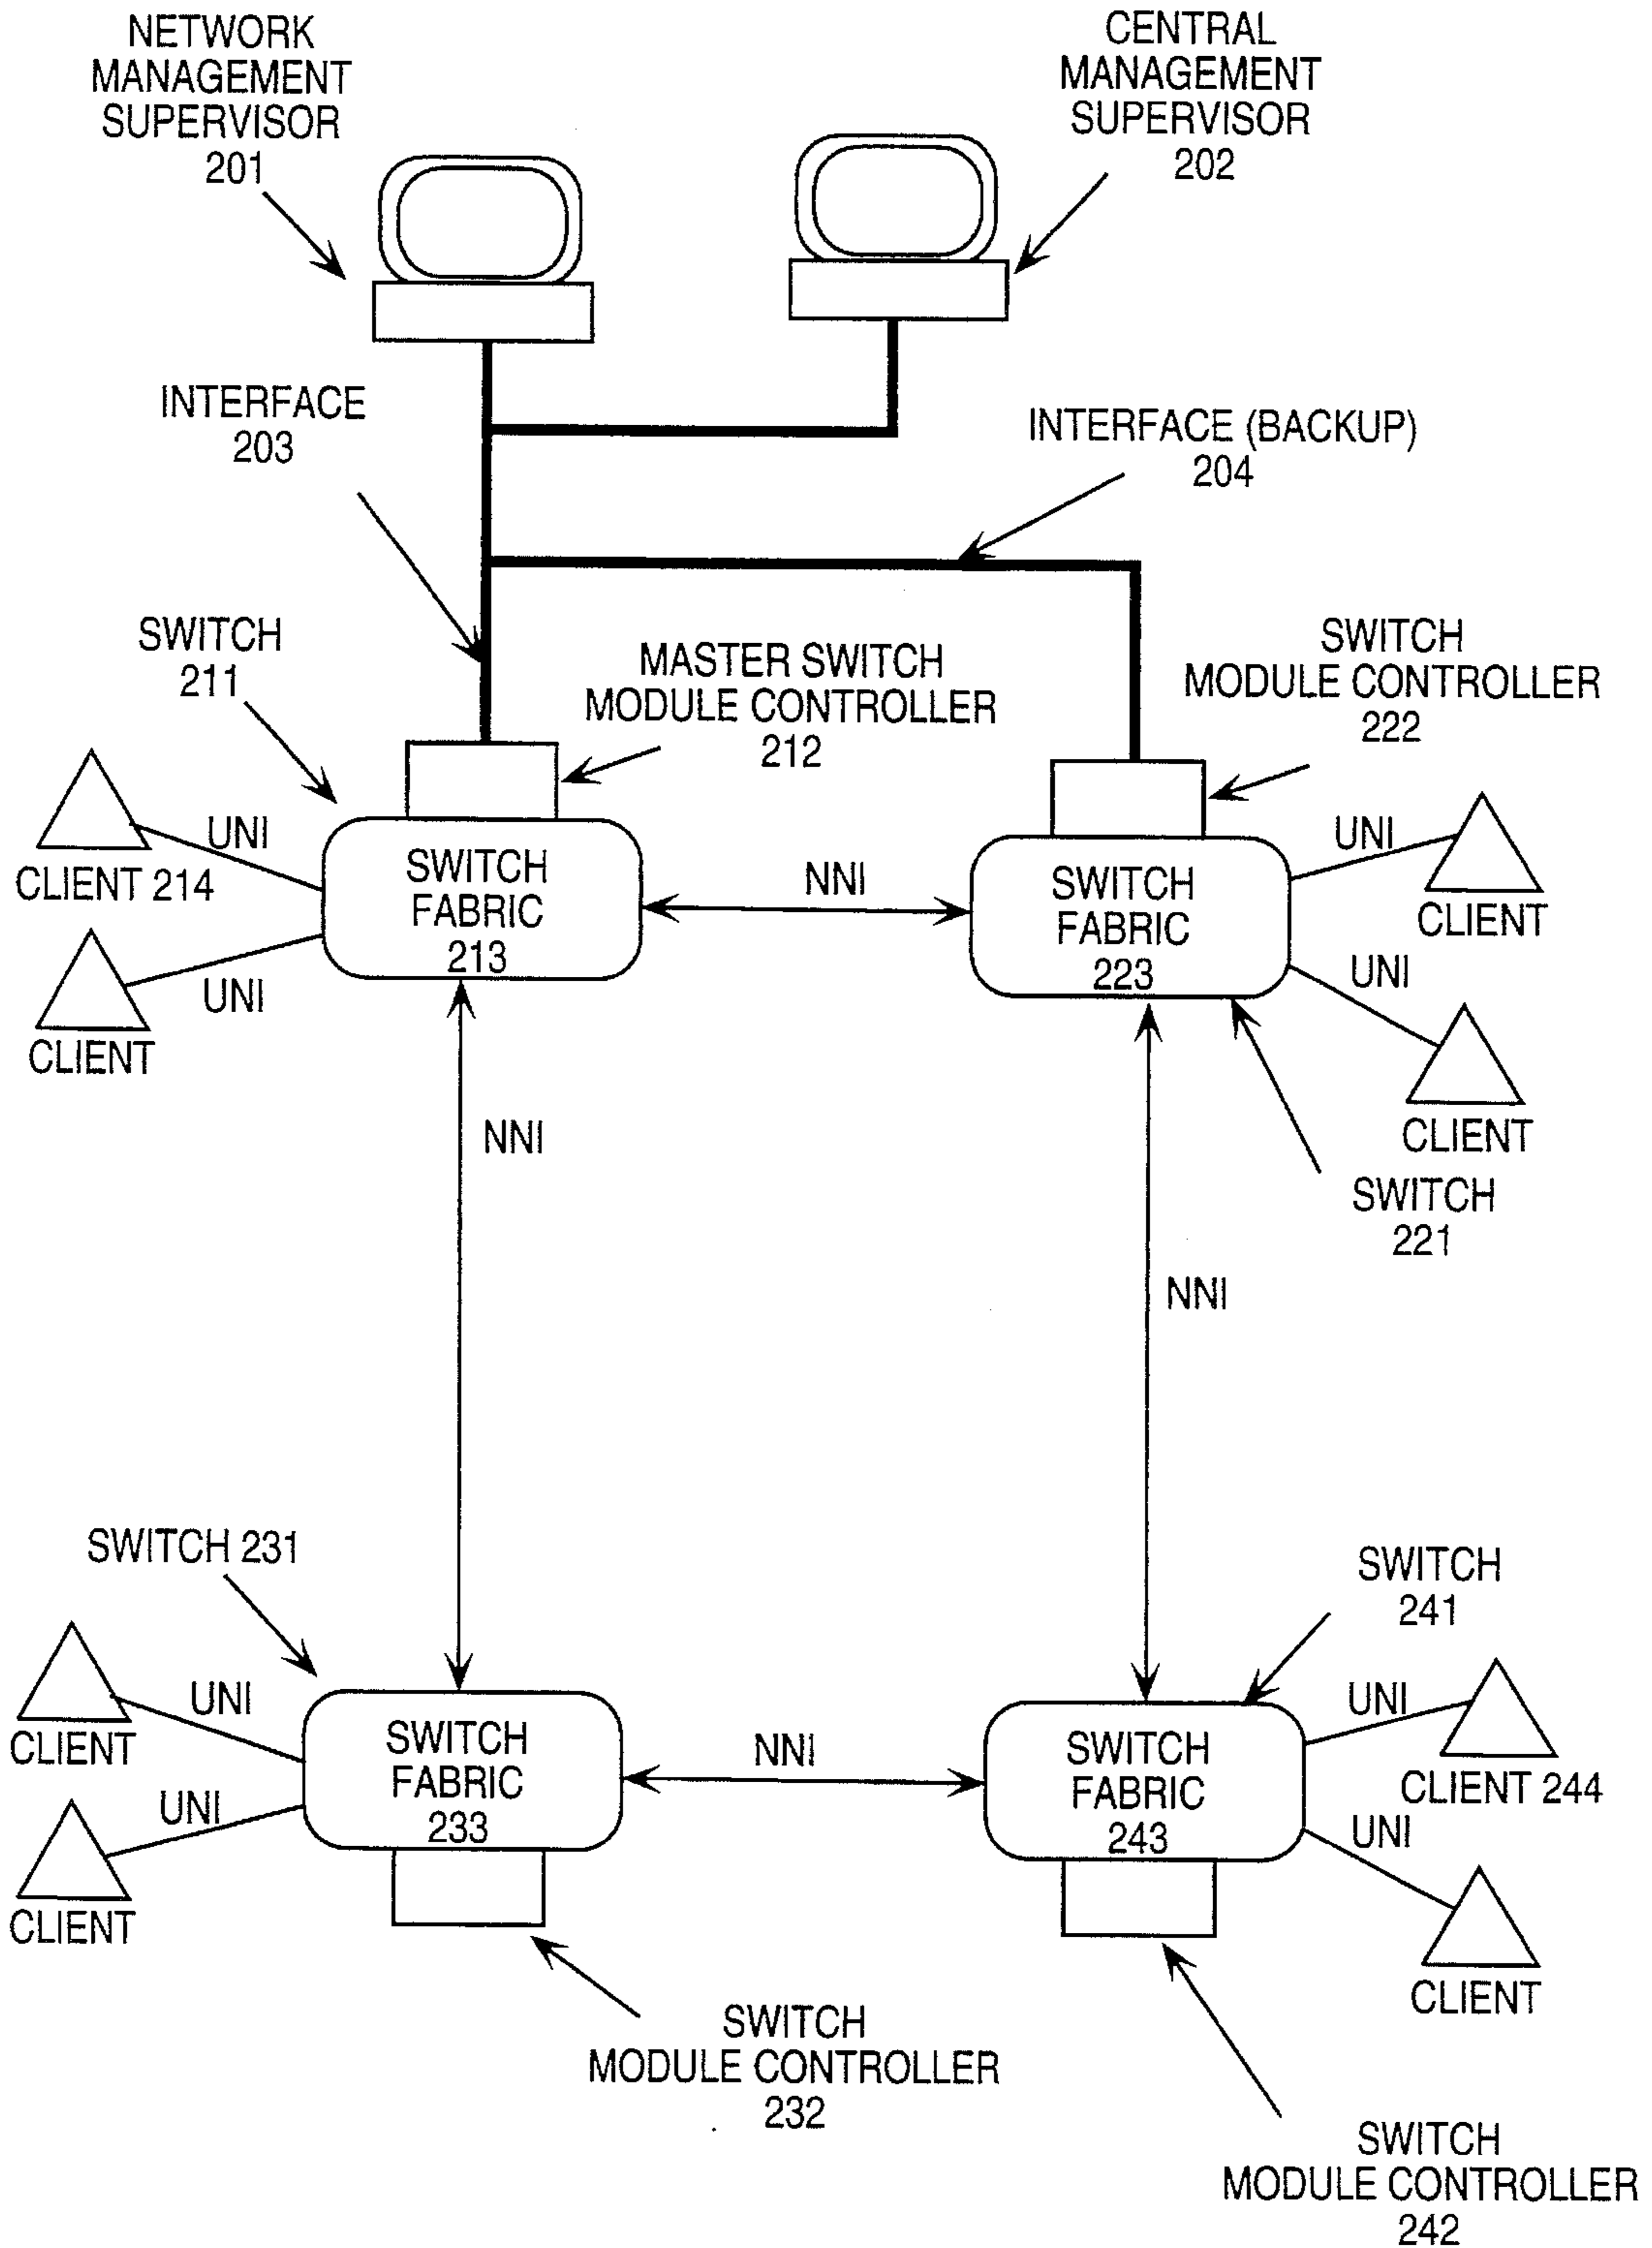 NETWORK
MANAGEMENT
SUPERVISOR
201
CENTRAL
MANAGEMENT
SUPERVISOR
202
INTERFACE
203
INTERFACE (BACKUP)
204
SWITCH
211
MASTER SWITCH
MODULE CONTROLLER
212
SWITCH
MODULE CONTROLLER
222
UNI
CLIENT 214
SWITCH
FABRIC
213
NNI
SWITCH
FABRIC
223
UNI
CLIENT
UNI
CLIENT
UNI
CLIENT
NNI
SWITCH
221
NNI
SWITCH 231
SWITCH
241
UNI
CLIENT
UNI
CLIENT
SWITCH
FABRIC
233
NNI
SWITCH
FABRIC
243
UNI
CLIENT 244
UNI
CLIENT
SWITCH
MODULE CONTROLLER
232
SWITCH
MODULE CONTROLLER
242